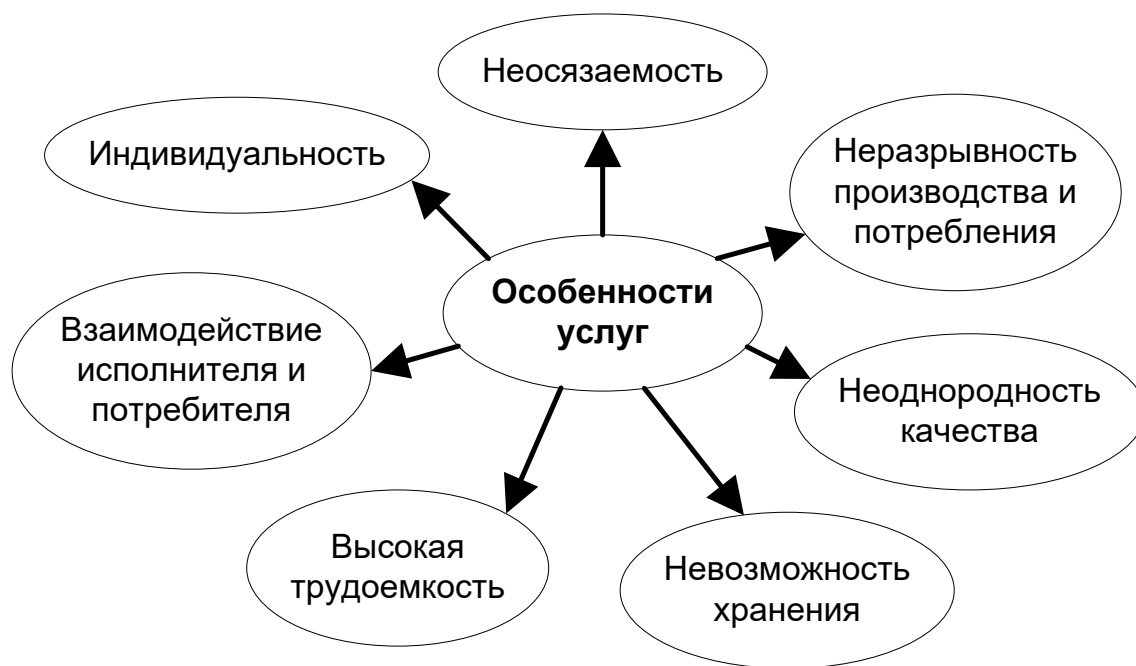 Неосязаемость
Индивидуальность
Неразрывность
производства и
потребления
Особенности
услуг
Взаимодействие
исполнителя и
потребителя
Неоднородность
качества
Высокая
трудоемкость
Невозможность
хранения